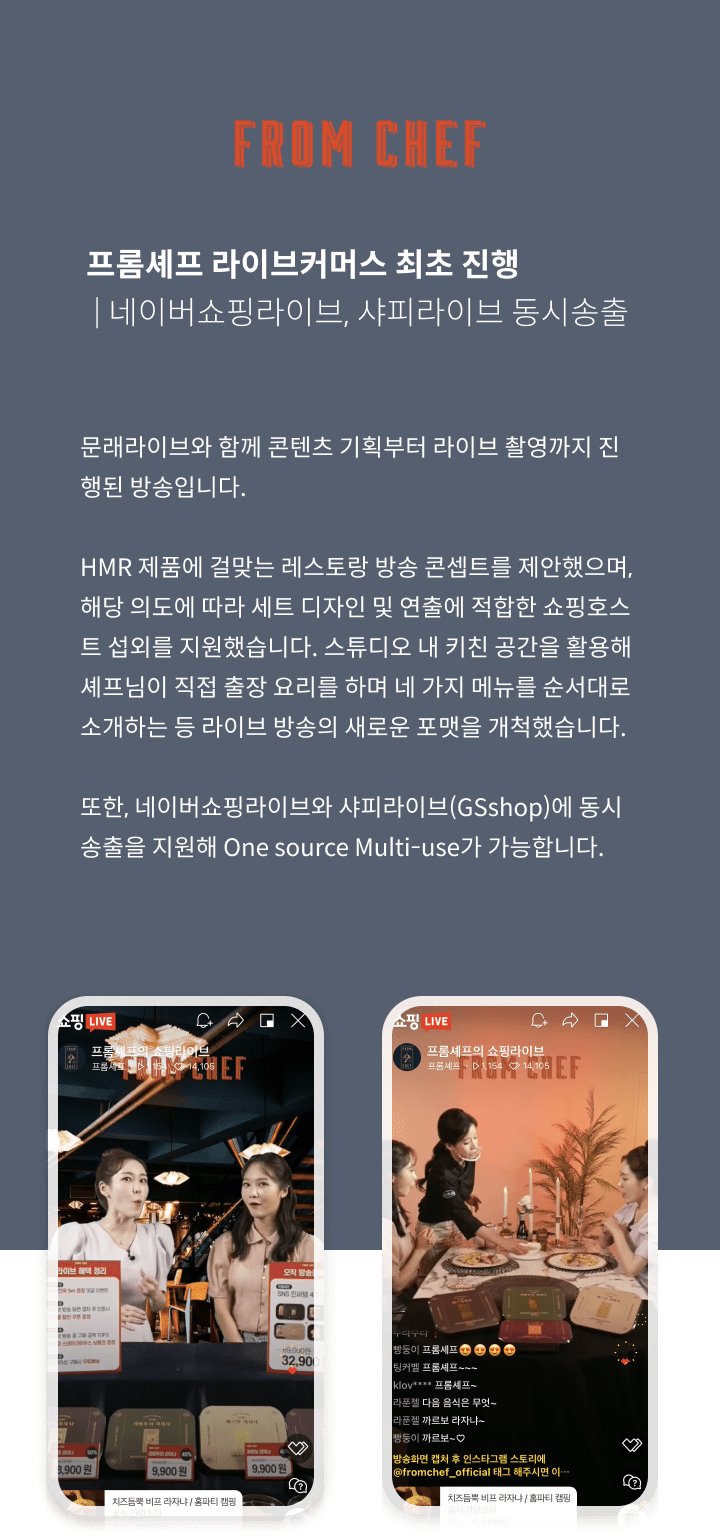 FROM CHEF
프롬셰프 라이브커머스 최초 진행
| 네이버쇼핑라이브, 샤피라이브 동시송출
문래라이브와 함께 콘텐츠 기획부터 라이브 촬영까지 진
행된 방송입니다.
HMR 제품에 걸맞는 레스토랑 방송 콘셉트를 제안했으며,
해당 의도에 따라 세트 디자인 및 연출에 적합한 쇼핑호스
트 섭외를 지원했습니다. 스튜디오 내 키친 공간을 활용해
셰프님이 직접 출장 요리를 하며 네 가지 메뉴를 순서대로
소개하는 등 라이브 방송의 새로운 포맷을 개척했습니다.
또한, 네이버쇼핑라이브와 샤피라이브(GSshop)에 동시
송출을 지원해 One source Multi-use가 가능합니다.
쇼핑 LIVE
프롬셰프의 쇼핑라이브
프롬셰프 1,154 14,105
FROM CHEF
라이브 혜택 정리
오직 방송
SNS 인파탐 4
32,900
50%
8,900원
9,900원
45%
9,900원
치즈듬뿍 비프 라자냐 / 홈파티 캠핑
쇼핑 LIVE
프롬셰프의 쇼핑라이브
프롬셰프 1,154 14,105
FROM CHEF
우리우리
빵둥이 프롬셰프😍😍😍😍
팅커벨 프롬셰프~~~
klov**** 프롬셰프~
라푼젤 다음 음식은 무엇~
라푼젤 까르보 라자냐~
빵둥이 까르보~♡
방송화면 캡처 후 인스타그램 스토리에
@fromchef_official 태그 해주시면 이…
치즈듬뿍 비프 라자냐 / 홈파티 캠핑